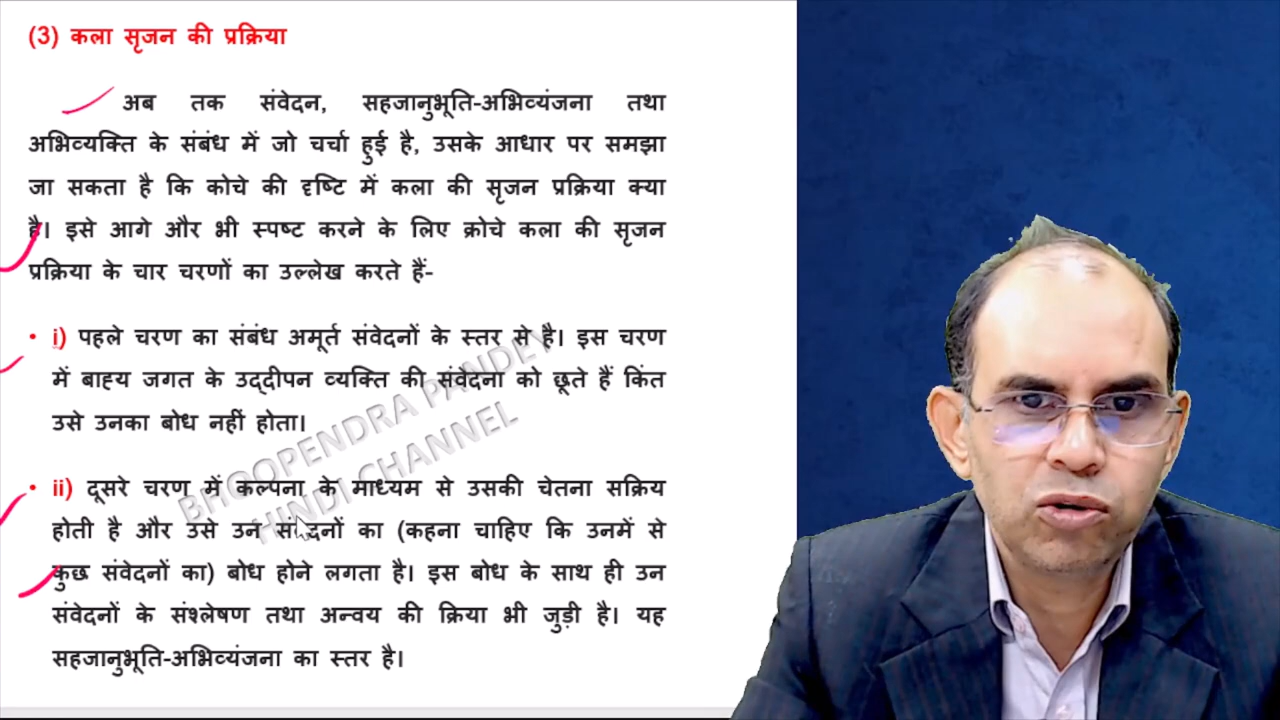 (3) कला सृजन की प्रक्रिया
अब तक संवेदन, सहजानुभूति-अभिव्यंजना तथा
अभिव्यक्ति के संबंध में जो चर्चा हुई है, उसके आधार पर समझा
जा सकता है कि कोचे की दृष्टि में कला की सृजन प्रक्रिया क्या
है। इसे आगे और भी स्पष्ट करने के लिए क्रोचे कला की सृजन
प्रक्रिया के चार चरणों का उल्लेख करते हैं-
• i) पहले चरण का संबंध अमूर्त संवेदनों के स्तर से है। इस चरण
में बाह्य जगत के उद्दीपन व्यक्ति की संवेदना को छूते हैं किंत
उसे उनका बोध नहीं होता।
• ii) दूसरे चरण में कल्पना के माध्यम से उसकी चेतना सक्रिय
होती है और उसे उन संवेदनों का (कहना चाहिए कि उनमें से
कुछ संवेदनों का) बोध होने लगता है। इस बोध के साथ ही उन
संवेदनों के संश्लेषण तथा अन्वय की क्रिया भी जुड़ी है। यह
सहजानुभूति-अभिव्यंजना का स्तर है।
BHOOPENDRA PANDEY
HINDI CHANNEL